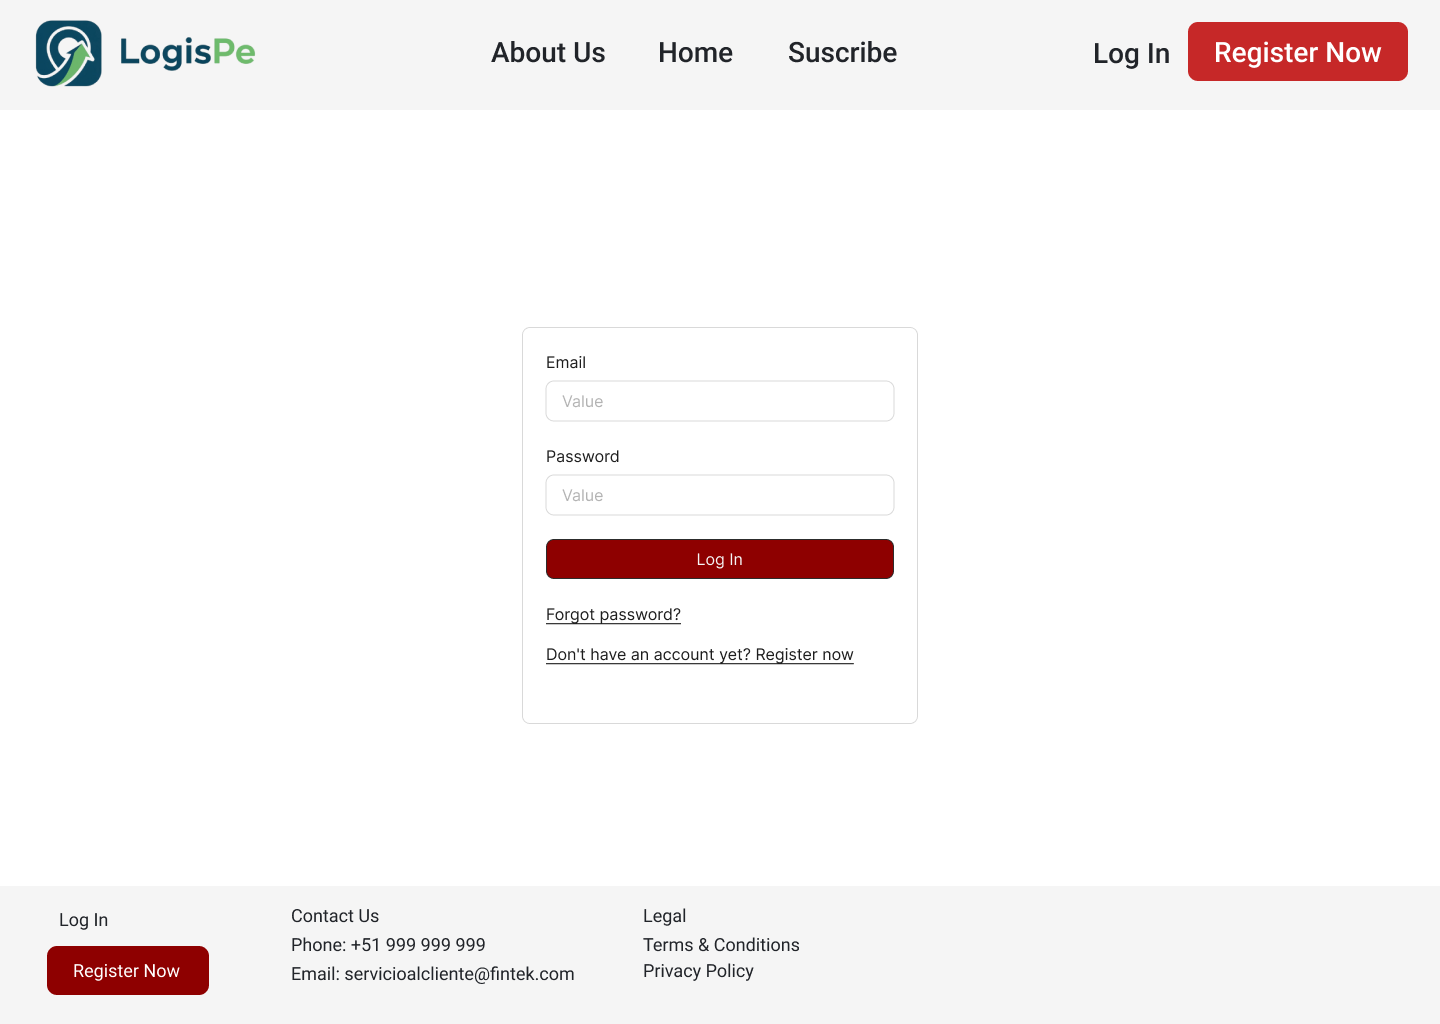 LogisPe
About Us
Home
Suscribe
Log In
Register Now
Email
Value
Password
Value
Log In
Forgot password?
Don't have an account yet? Register now
Log In
Register Now
Contact Us
Phone: +51 999 999 999
Email: servicioalcliente@fintek.com
Legal
Terms & Conditions
Privacy Policy